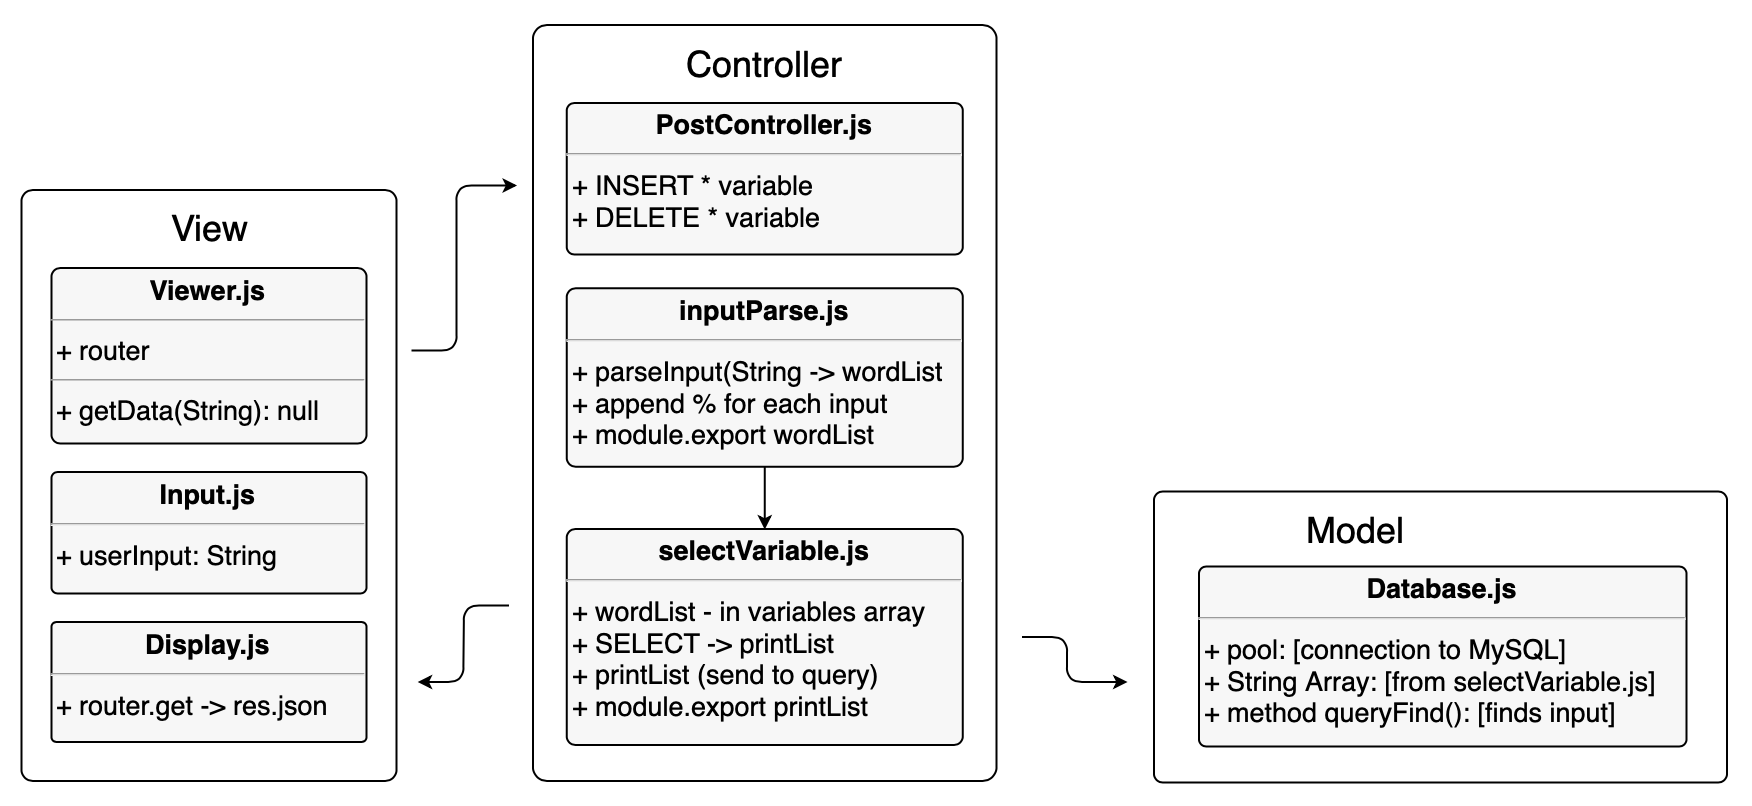 View
Viewer.js
+ router
+ getData(String): null
Input.js
+ userInput: String
Display.js
+ router.get -> res.json
Controller
PostController.js
+ INSERT * variable
+ DELETE * variable
inputParse.js
+ parseInput(String -> wordList
+ append % for each input
+ module.export wordList
selectVariable.js
+ wordList - in variables array
+ SELECT -> printList
+ printList (send to query)
+ module.export printList
Model
Database.js
+ pool: [connection to MySQL]
+ String Array: [from selectVariable.js]
+ method queryFind(): [finds input]